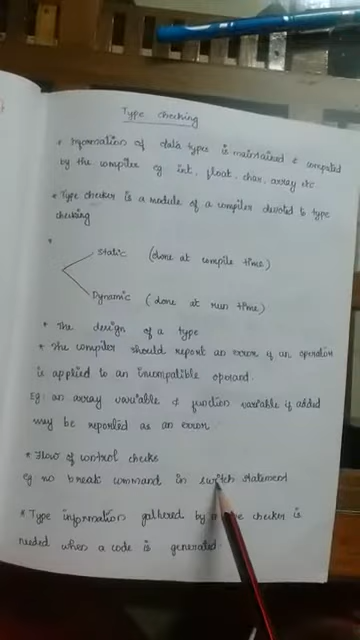 Type checking
* Information of data types is maintained & computed
by the compiler eg int, float, char, array etc
* Type checker is a module of a compiler devoted to type
checking
*
Static (done at compile time)
Dynamic (done at run time)
* The design of a type
* The compiler should report an error if an operator
is applied to an incompatible operand.
Eg: an array variable & function variable if added
may be reported as an error
* Flow of control checks
eg no break command in switch statement
* Type information gathered by checker is
needed when a code is generated.